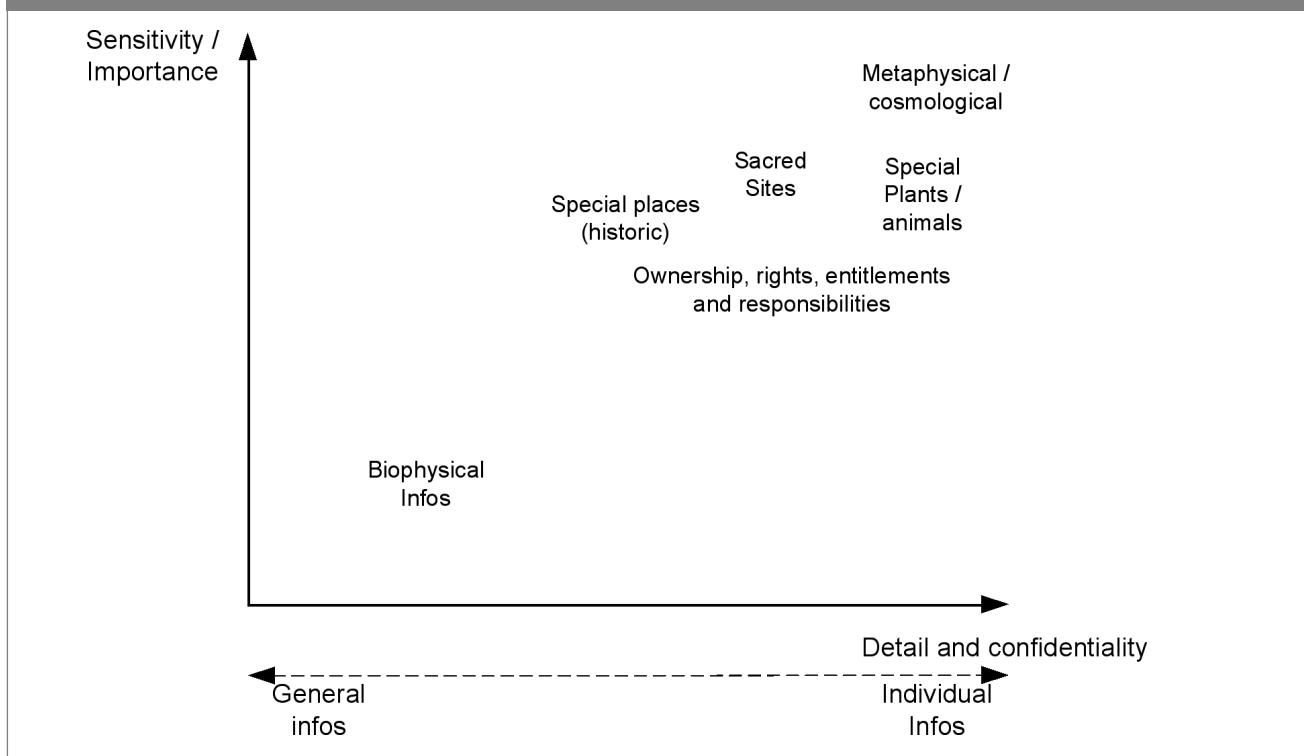 Sensitivity /
Importance
Metaphysical /
cosmological
Sacred
Sites
Special
Plants /
animals
Special places
(historic)
Ownership, rights, entitlements
and responsibilities
Biophysical
Infos
Detail and confidentiality
General
infos
Individual
Infos